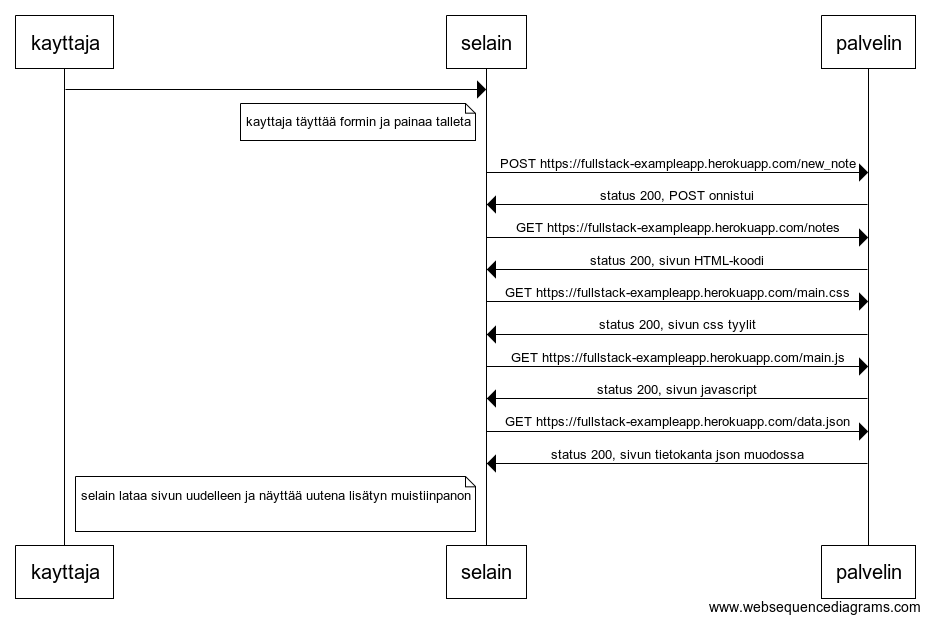 kayttaja
selain
palvelin
kayttaja täyttää formin ja painaa talleta
POST https://fullstack-exampleapp.herokuapp.com/new_note
status 200, POST onnistui
GET https://fullstack-exampleapp.herokuapp.com/notes
status 200, sivun HTML-koodi
GET https://fullstack-exampleapp.herokuapp.com/main.css
status 200, sivun css tyylit
GET https://fullstack-exampleapp.herokuapp.com/main.js
status 200, sivun javascript
GET https://fullstack-exampleapp.herokuapp.com/data.json
status 200, sivun tietokanta json muodossa
selain lataa sivun uudelleen ja näyttää uutena lisätyn muistiinpanon
kayttaja
selain
palvelin
www.websequencediagrams.com